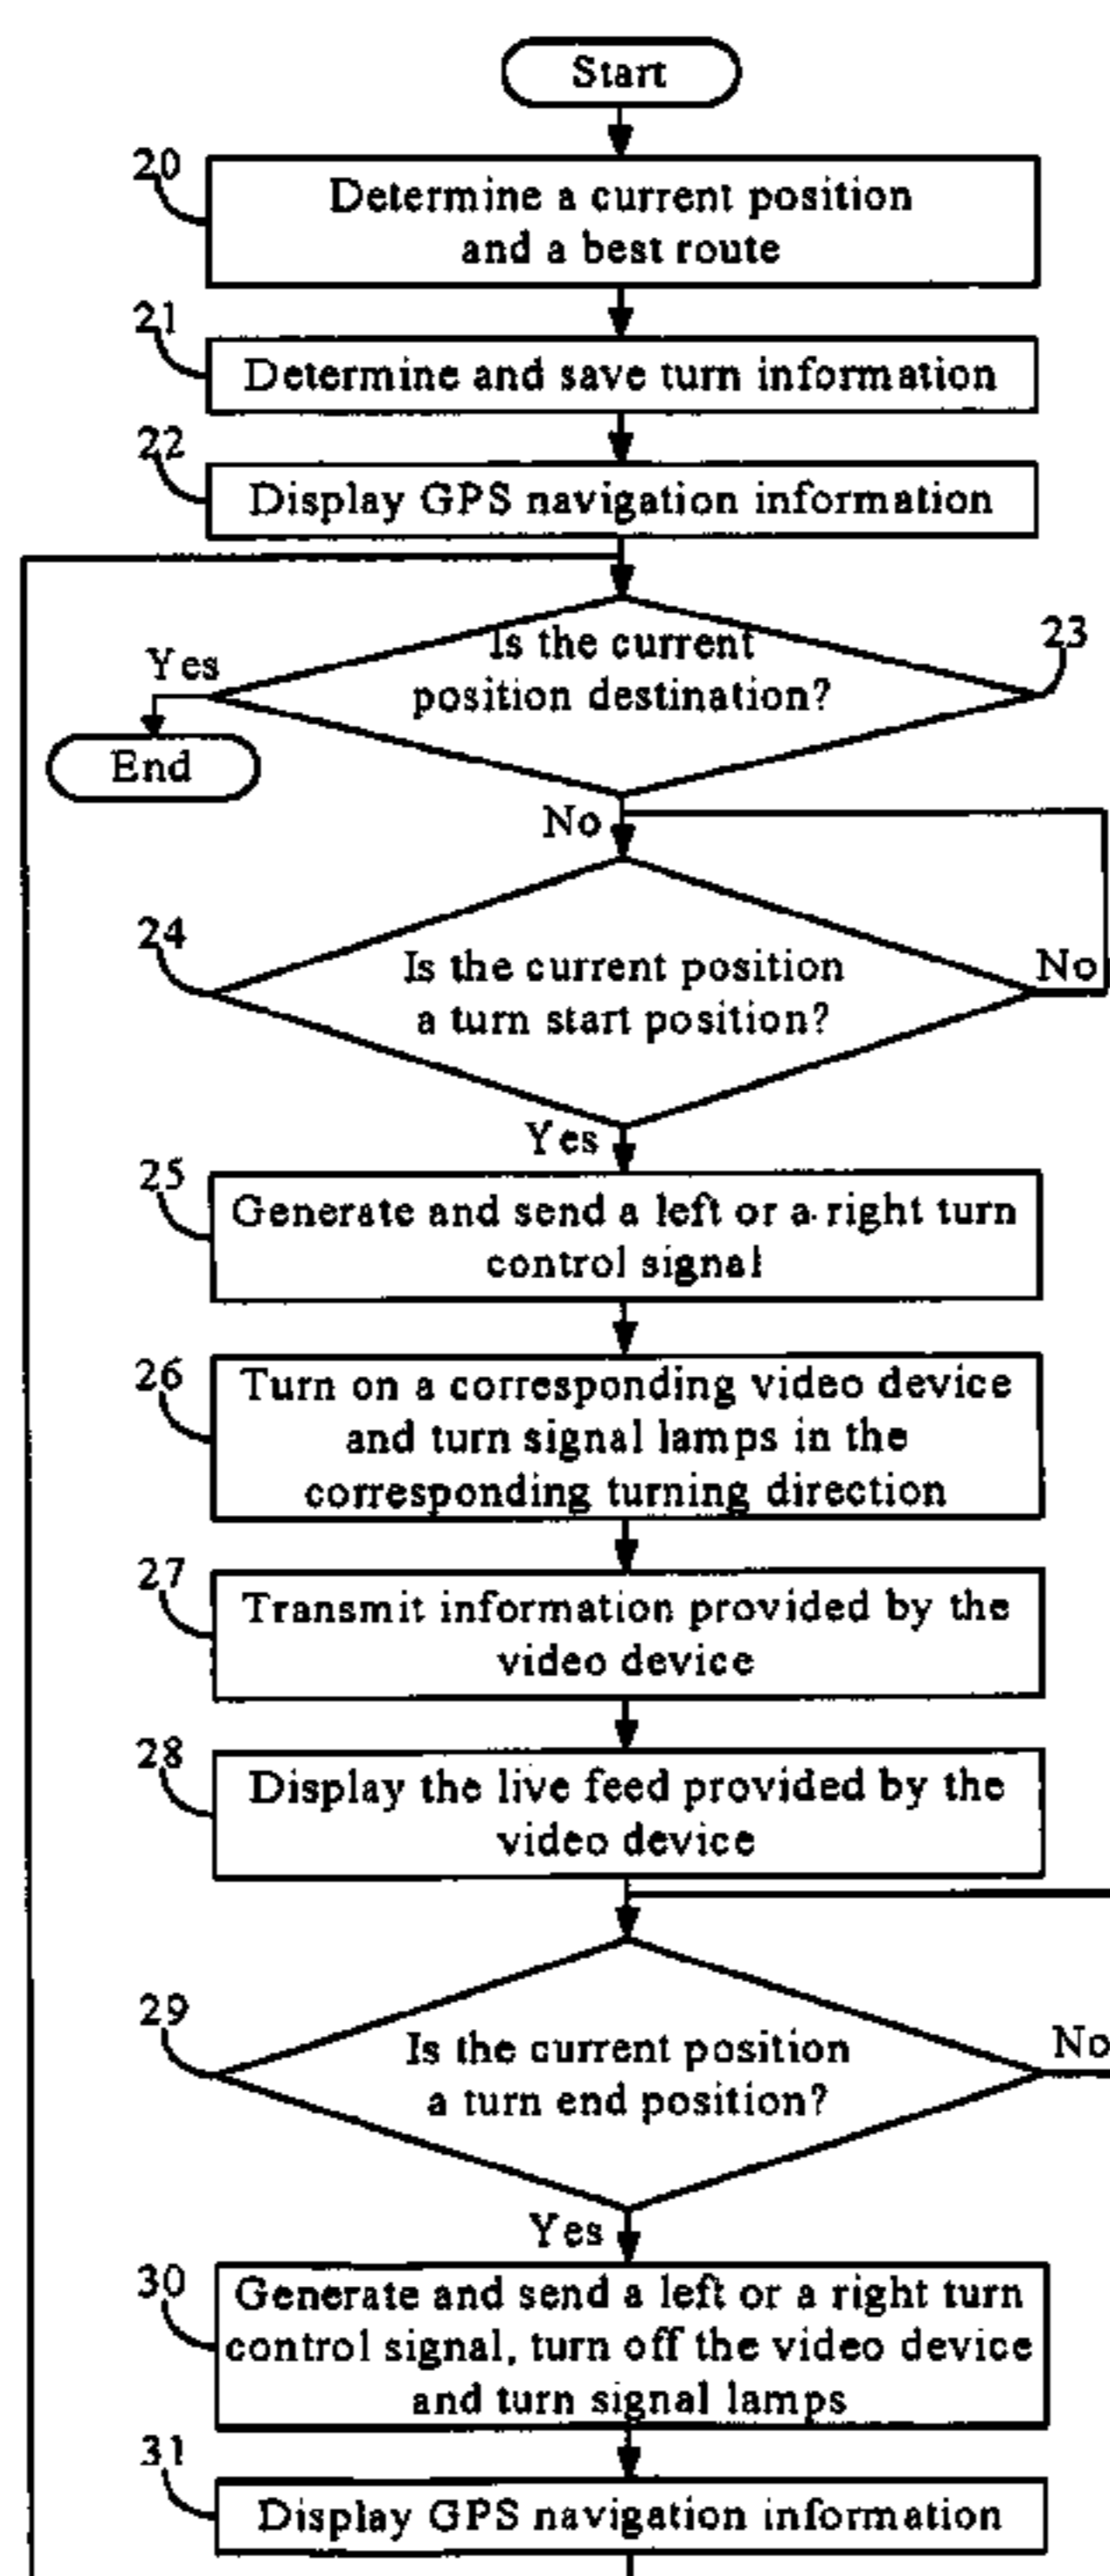 Start
20
Determine a current position
and a best route
21
Determine and save turn information
22
Display GPS navigation information
Is the current
position destination?
23
Yes
End
No
24
Is the current position
a turn start position?
No
Yes
25
Generate and send a left or a right turn
control signal
26
Turn on a corresponding video device
and turn signal lamps in the
corresponding turning direction
27
Transmit information provided by the
video device
28
Display the live feed provided by the
video device
29
Is the current position
a turn end position?
No
Yes
30
Generate and send a left or a right turn
control signal, turn off the video device
and turn signal lamps
31
Display GPS navigation information